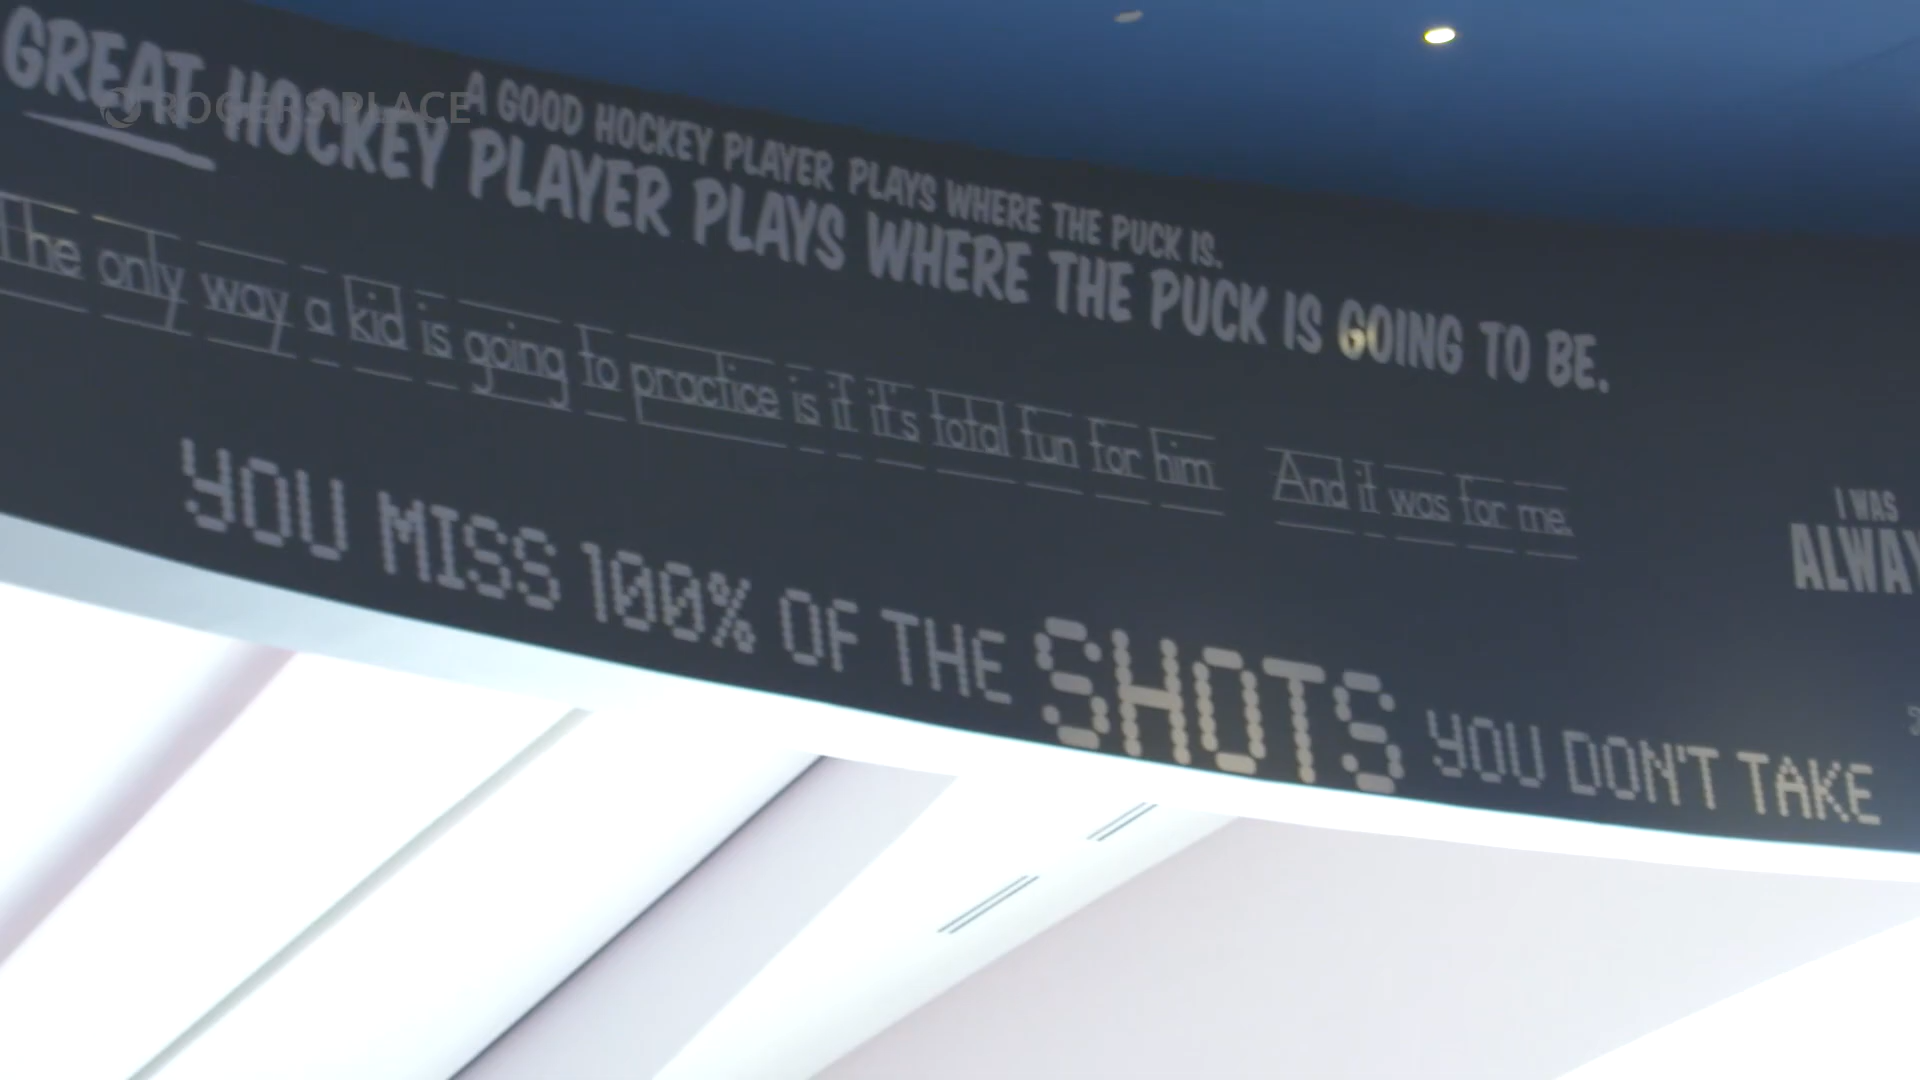 ROGERS PLACE
A GOOD HOCKEY PLAYER PLAYS WHERE THE PUCK IS.
GREAT HOCKEY PLAYER PLAYS WHERE THE PUCK IS GOING TO BE.
The only way a kid is going to practice is if it's total fun for him And it was for me.
YOU MISS 100% OF THE SHOTS YOU DON'T TAKE
I WAS